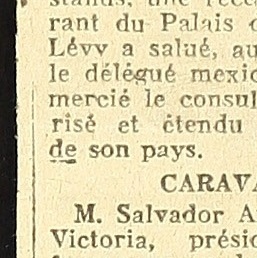 rant du Palais
Lévy a salué, au
le délégué mexic
mercié le consul
risé et étendu
de son pays.
CARAVA
M. Salvador A
Victoria, présid